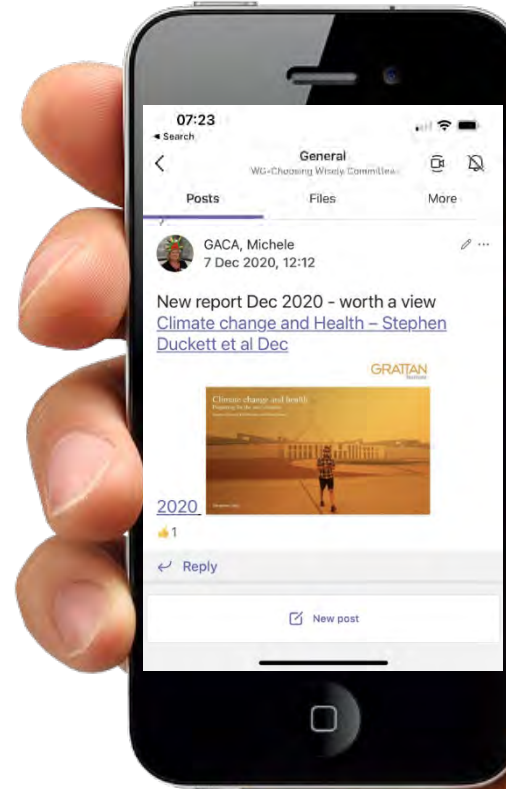 07:23
Search
General
WG-Choosing Wisely Committee
Posts Files More
GACA, Michele
7 Dec 2020, 12:12
New report Dec 2020 - worth a view
Climate change and Health – Stephen
Duckett et al Dec
GRATTAN
Climate change and health
2020
1
Reply
New post